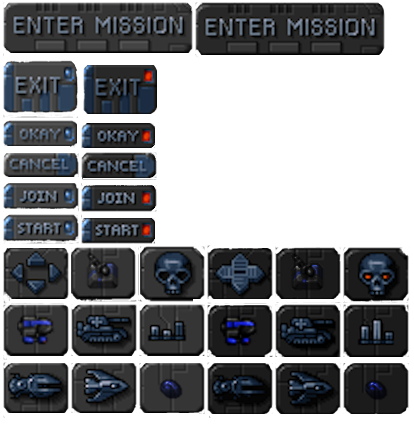 ENTER MISSION ENTER MISSION
EXIT EXIT
OKAY OKAY
CANCEL CANCEL
JOIN JOIN
START START